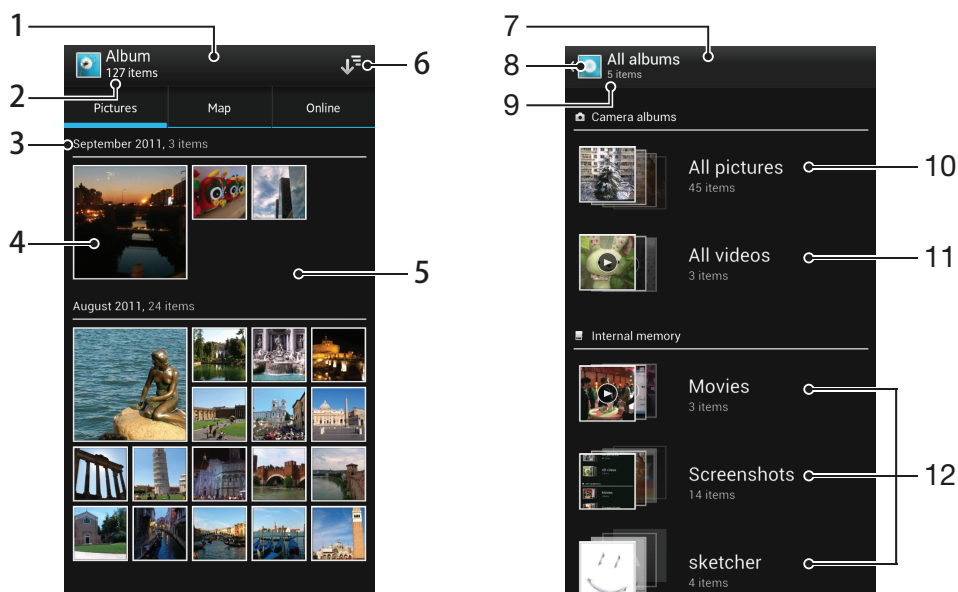 1
Album
127 items
2
6
Pictures Map Online
3
September 2011, 3 items
4
5
August 2011, 24 items
7
8
All albums
5 items
9
Camera albums
All pictures
45 items
10
All videos
3 items
11
Internal memory
Movies
3 items
Screenshots
14 items
12
sketcher
4 items